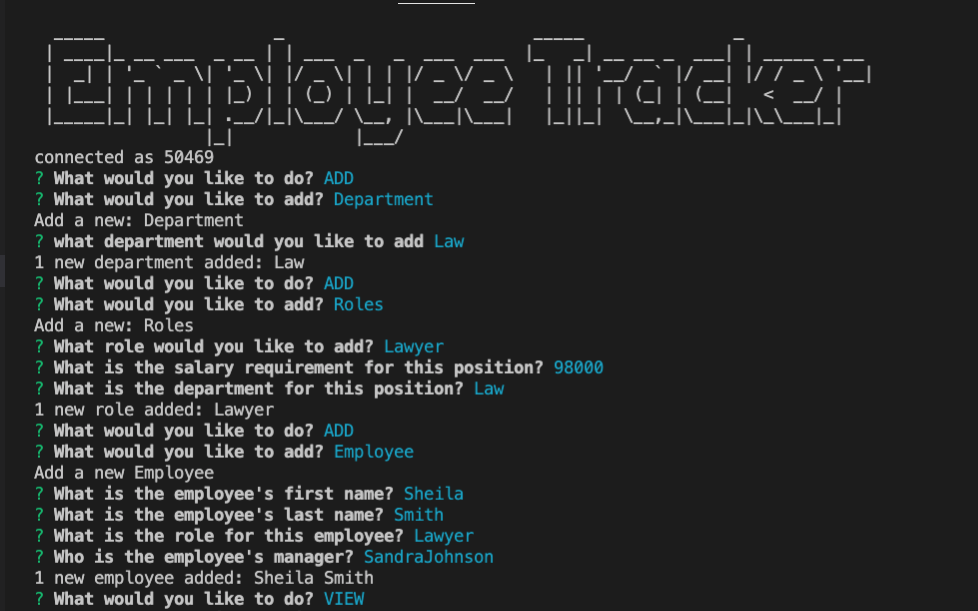 Employee Tracker
connected as 50469
? What would you like to do? ADD
? What would you like to add? Department
Add a new: Department
? what department would you like to add Law
1 new department added: Law
? What would you like to do? ADD
? What would you like to add? Roles
Add a new: Roles
? What role would you like to add? Lawyer
? What is the salary requirement for this position? 98000
? What is the department for this position? Law
1 new role added: Lawyer
? What would you like to do? ADD
? What would you like to add? Employee
Add a new Employee
? What is the employee's first name? Sheila
? What is the employee's last name? Smith
? What is the role for this employee? Lawyer
? Who is the employee's manager? SandraJohnson
1 new employee added: Sheila Smith
? What would you like to do? VIEW